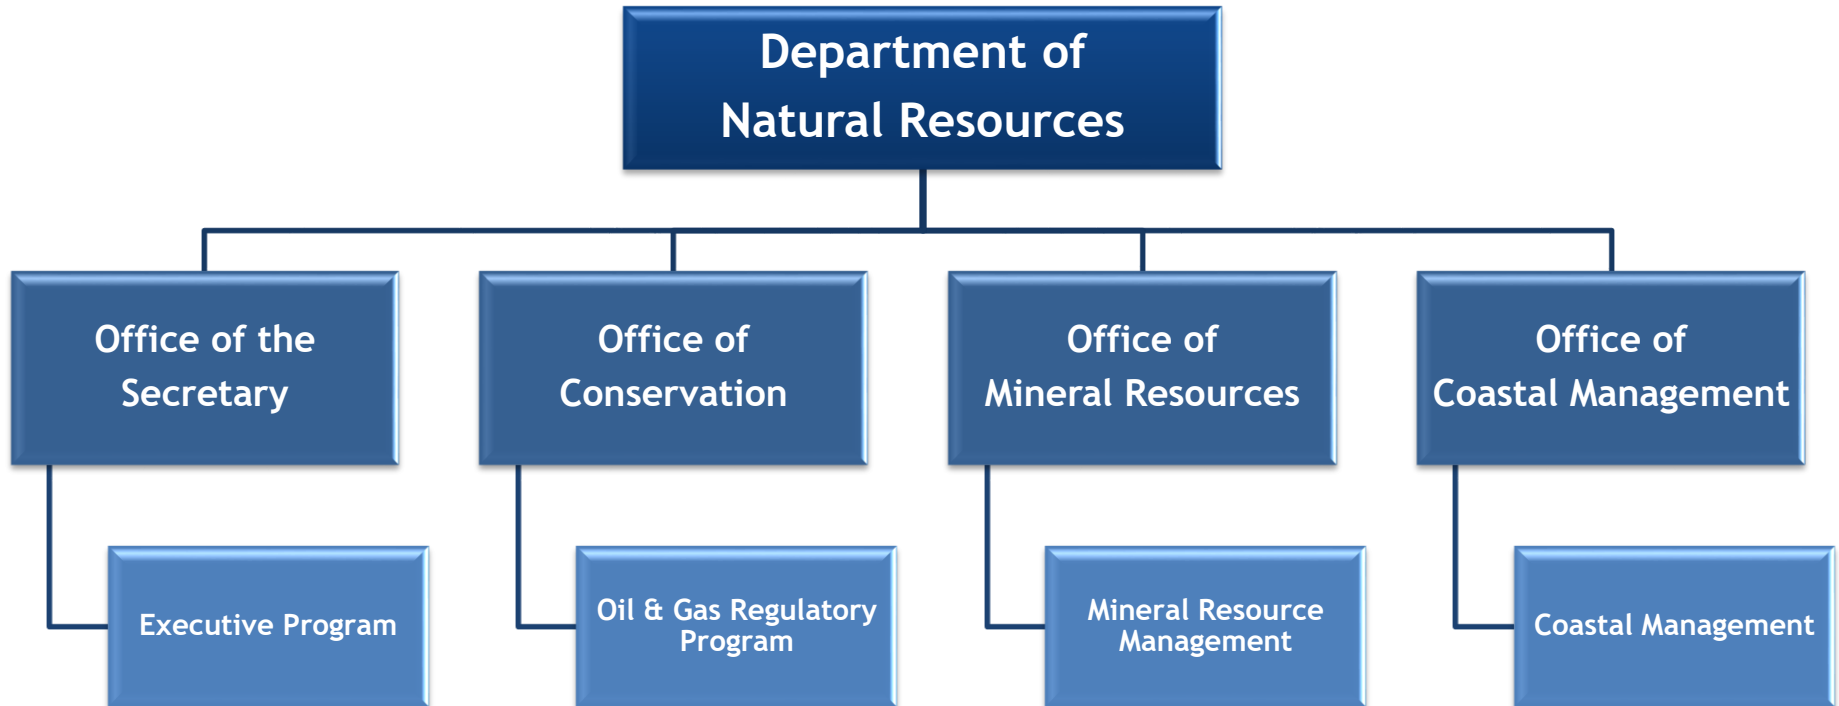 Department of
Natural Resources
Office of the
Secretary
Office of
Conservation
Office of
Mineral Resources
Office of
Coastal Management
Executive Program
Oil & Gas Regulatory
Program
Mineral Resource
Management
Coastal Management